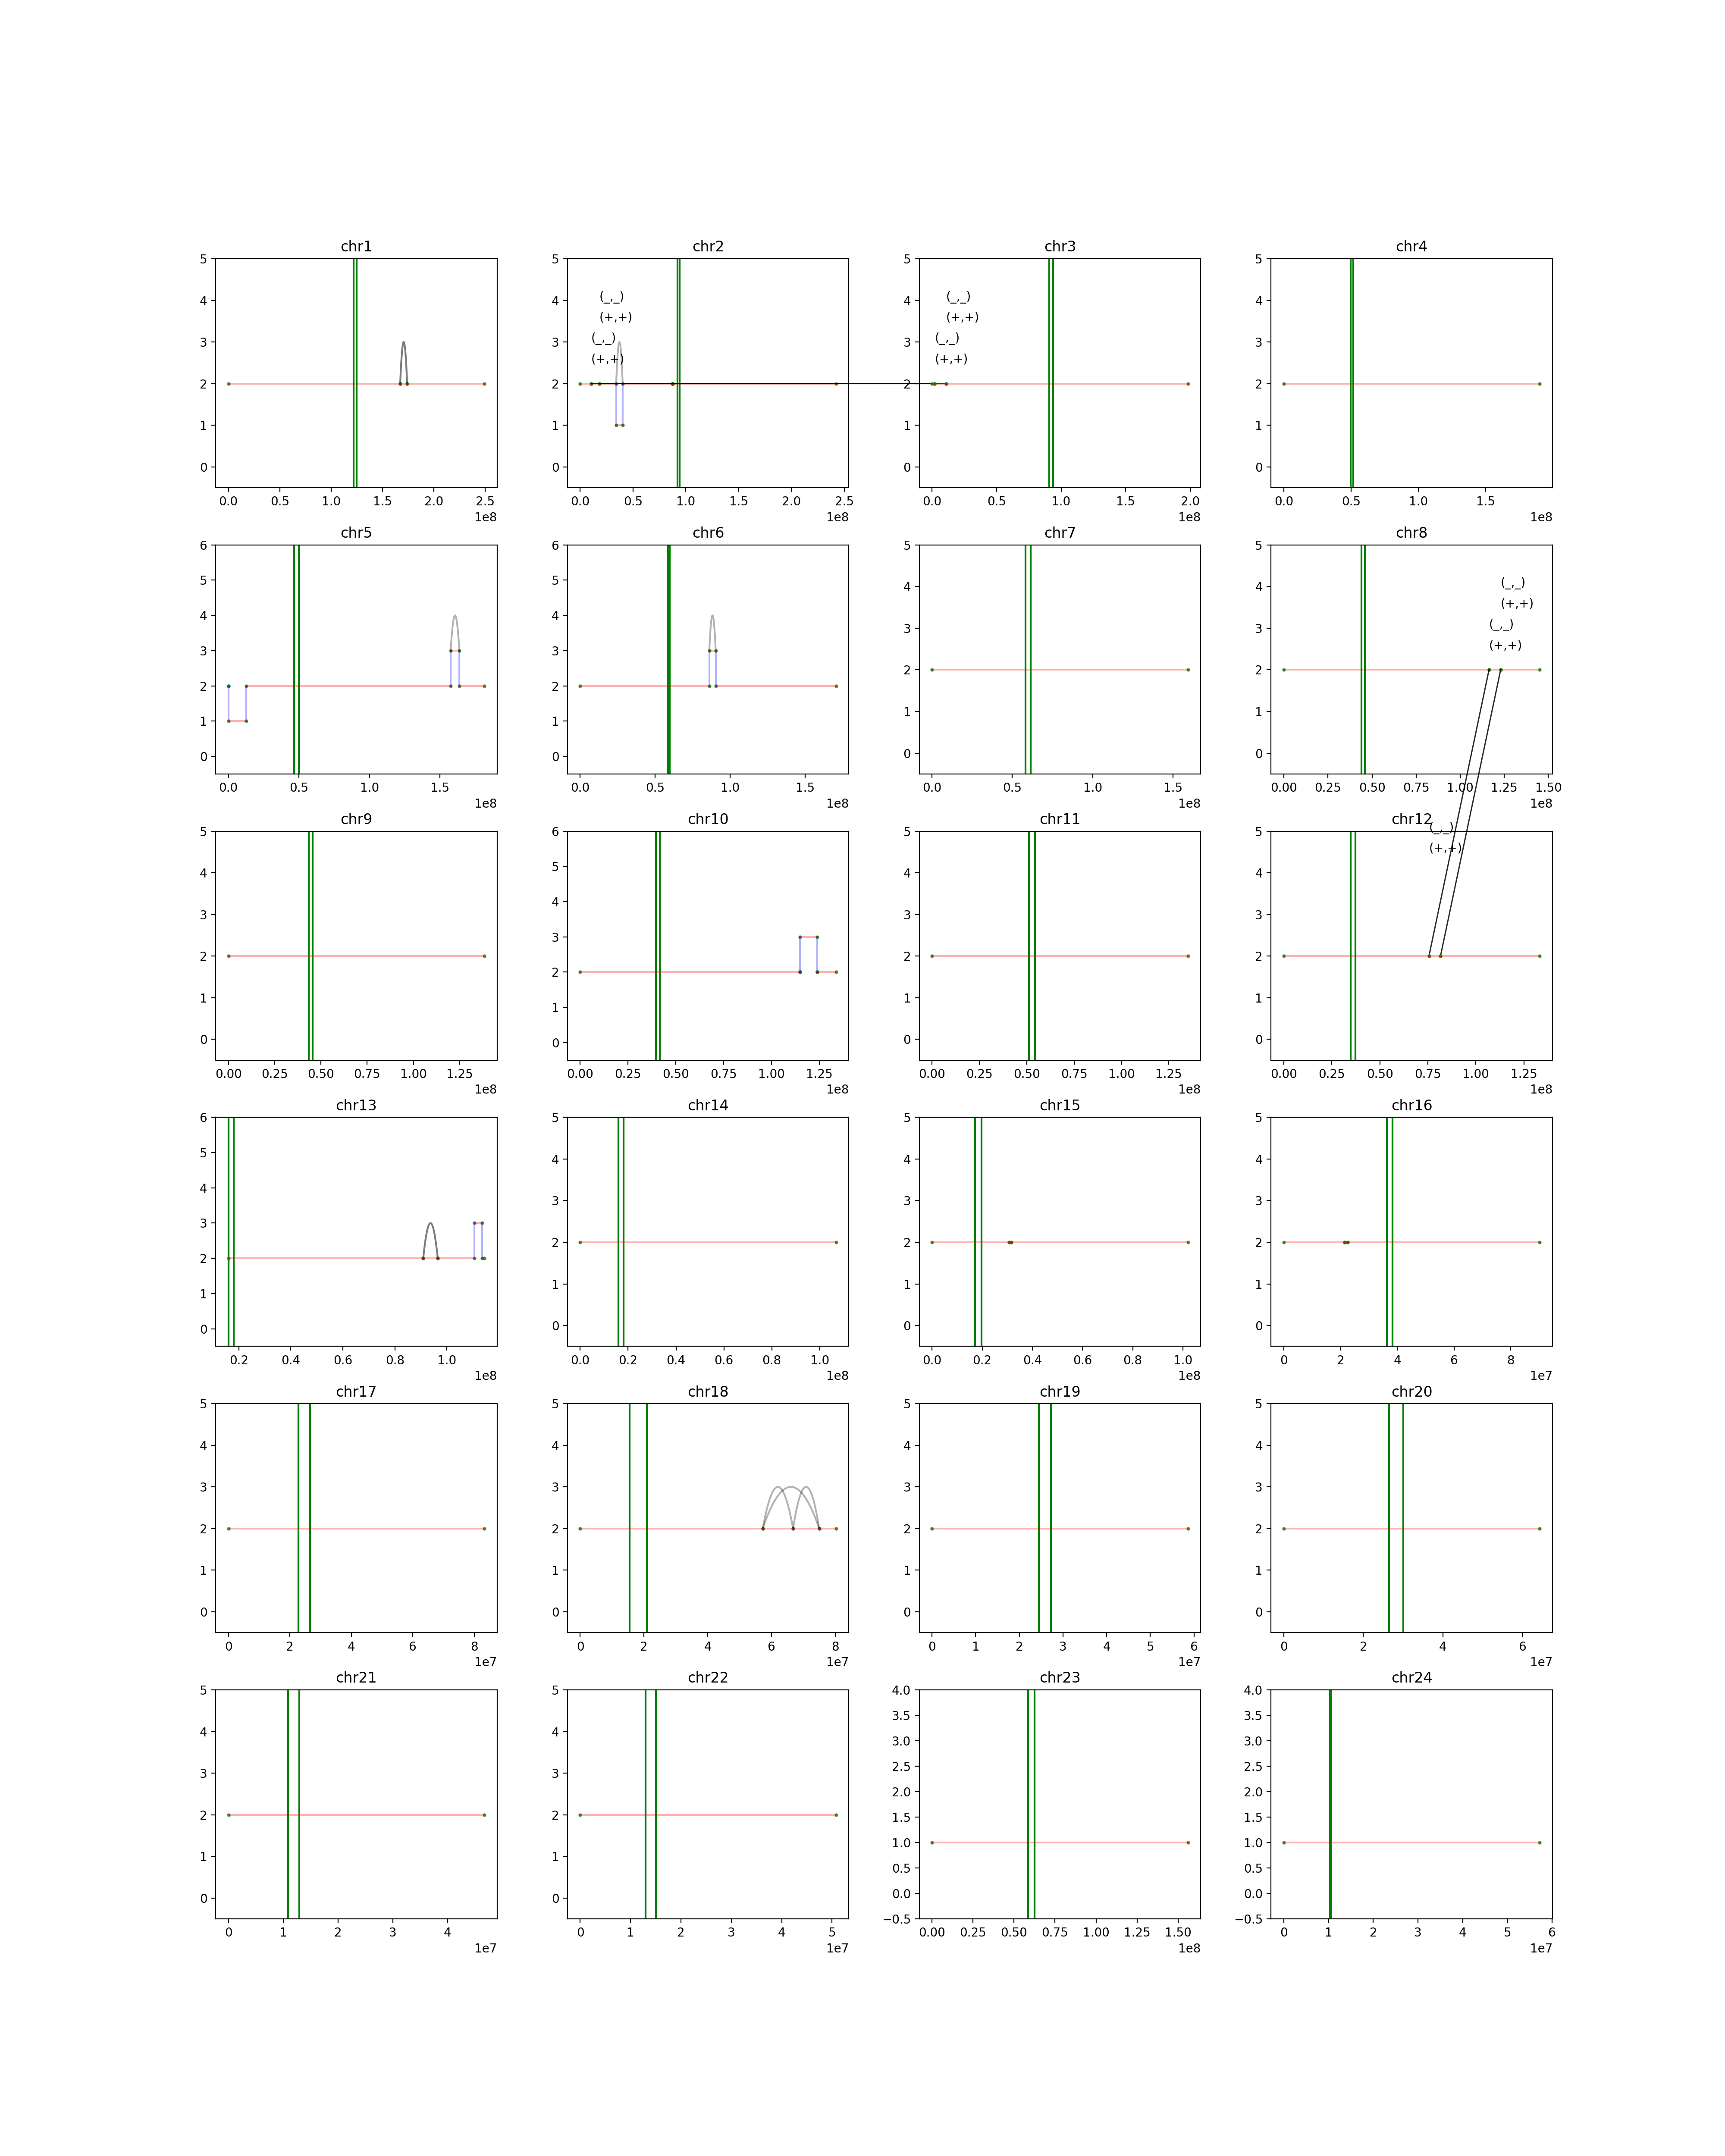 chr1 chr2 chr3 chr4
5 5 5 5
4 (_,_) 4 (_,_) 4 4
(+,+) (+,+)
3 (_,_) 3 (_,_) 3 3
(+,+) (+,+)
2 2 2 2
1 1 1 1
0 0 0 0
0.0 0.5 1.0 1.5 2.0 2.5 0.0 0.5 1.0 1.5 2.0 2.5 0.0 0.5 1.0 1.5 2.0 0.0 0.5 1.0 1.5
1e8 1e8 1e8 1e8
chr5 chr6 chr7 chr8
6 6 5 5
5 5 4 4 (_,_)
(+,+)
4 4 3 3 (_,_)
(+,+)
3 3 2 2
2 2 1 1
1 1 0 0
0 0
0.0 0.5 1.0 1.5 0.0 0.5 1.0 1.5 0.0 0.5 1.0 1.5 0.00 0.25 0.50 0.75 1.00 1.25 1.50
1e8 1e8 1e8 1e8
chr9 chr10 chr11 chr12
5 6 5 5 (_,_)
(+,+)
4 5 4 4
3 4 3 3
2 3 2 2
1 2 1 1
0 1 0 0
0
0.00 0.25 0.50 0.75 1.00 1.25 0.00 0.25 0.50 0.75 1.00 1.25 0.00 0.25 0.50 0.75 1.00 1.25 0.00 0.25 0.50 0.75 1.00 1.25
1e8 1e8 1e8 1e8
chr13 chr14 chr15 chr16
6 5 5 5
5 4 4 4
4 3 3 3
3 2 2 2
2 1 1 1
1 0 0 0
0
0.2 0.4 0.6 0.8 1.0 0.0 0.2 0.4 0.6 0.8 1.0 0.0 0.2 0.4 0.6 0.8 1.0 0 2 4 6 8
1e8 1e8 1e8 1e7
chr17 chr18 chr19 chr20
5 5 5 5
4 4 4 4
3 3 3 3
2 2 2 2
1 1 1 1
0 0 0 0
0 2 4 6 8 0 2 4 6 8 0 1 2 3 4 5 6 0 2 4 6
1e7 1e7 1e7 1e7
chr21 chr22 chr23 chr24
5 5 4.0 4.0
4 4 3.5 3.5
3 3 3.0 3.0
2 2 2.5 2.5
1 1 2.0 2.0
0 0 1.5 1.5
1.0 1.0
0.5 0.5
0.0 0.0
−0.5 −0.5
0 1 2 3 4 0 1 2 3 4 5 0.00 0.25 0.50 0.75 1.00 1.25 1.50 0 1 2 3 4 5 6
1e7 1e7 1e8 1e7